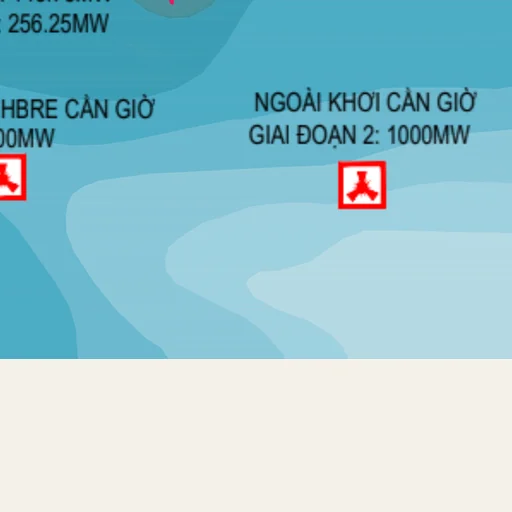 : 256.25MW
HBRE CẦN GIỜ
00MW
NGOÀI KHƠI CẦN GIỜ
GIAI ĐOẠN 2: 1000MW